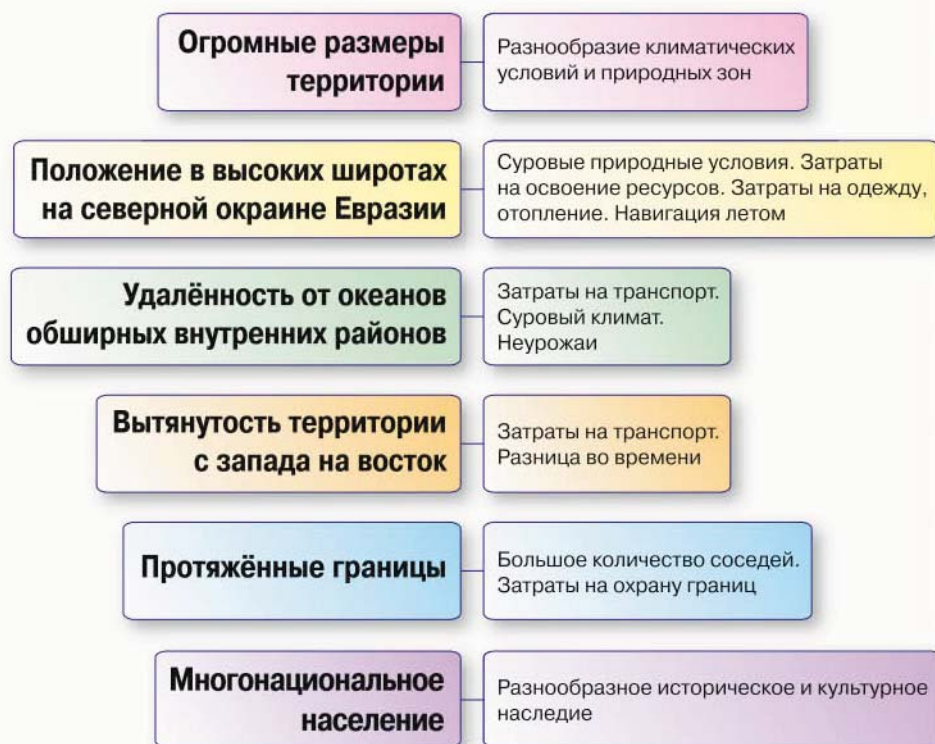 Огромные размеры
территории
Разнообразие климатических
условий и природных зон
Положение в высоких широтах
на северной окраине Евразии
Суровые природные условия. Затраты
на освоение ресурсов. Затраты на одежду,
отопление. Навигация летом
Удалённость от океанов
обширных внутренних районов
Затраты на транспорт.
Суровый климат.
Неурожаи
Вытянутость территории
с запада на восток
Затраты на транспорт.
Разница во времени
Протяжённые границы
Большое количество соседей.
Затраты на охрану границ
Многонациональное
население
Разнообразное историческое и культурное
наследие